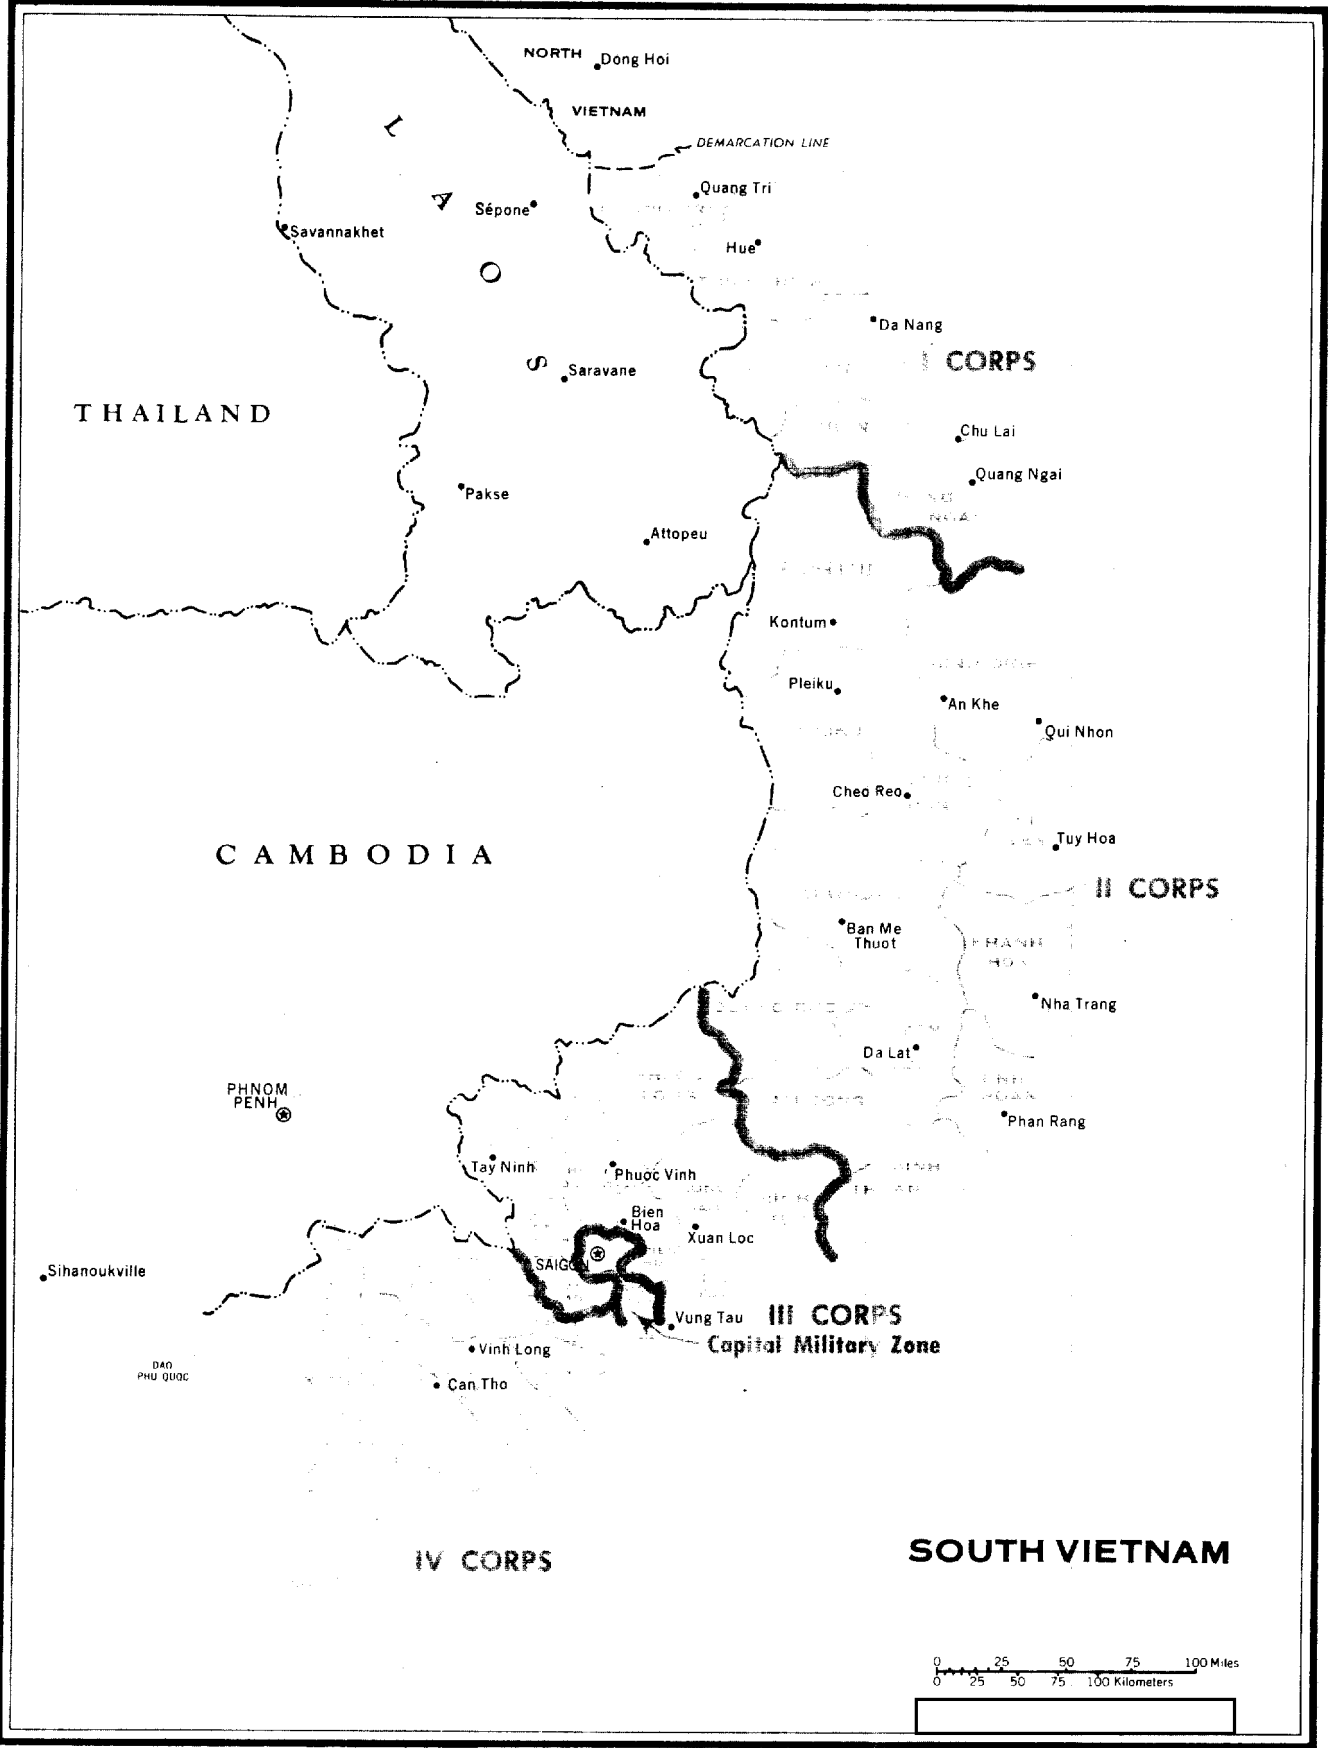 NORTH
Dong Hoi
VIETNAM
DEMARCATION LINE
L A O S
Quang Tri
Sépone
Savannakhet
Hue
Da Nang
I CORPS
Saravane
THAILAND
Chu Lai
Quang Ngai
Pakse
Attopeu
Kontum
Pleiku
An Khe
Qui Nhon
Cheo Reo
Tuy Hoa
CAMBODIA
II CORPS
Ban Me
Thuot
KHANH
Nha Trang
Da Lat
PHNOM
PENH
Phan Rang
Tay Ninh
Phuoc Vinh
Bien
Hoa
Xuan Loc
SAIGON
Sihanoukville
Vung Tau
III CORPS
Capital Military Zone
Vinh Long
DAO
PHU QUOC
Can Tho
IV CORPS
SOUTH VIETNAM
0 25 50 75 100 Miles
0 25 50 75 100 Kilometers